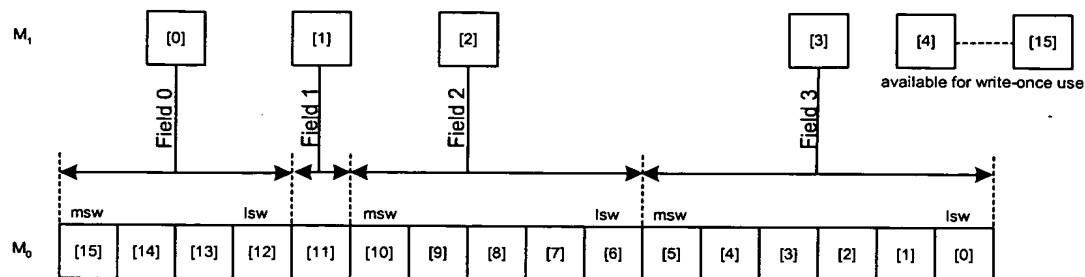 M₁ [0] [1] [2] [3] [4] [15]
available for write-once use
Field 0 Field 1 Field 2 Field 3
msw lsw msw lsw msw lsw
M₀ [15] [14] [13] [12] [11] [10] [9] [8] [7] [6] [5] [4] [3] [2] [1] [0]